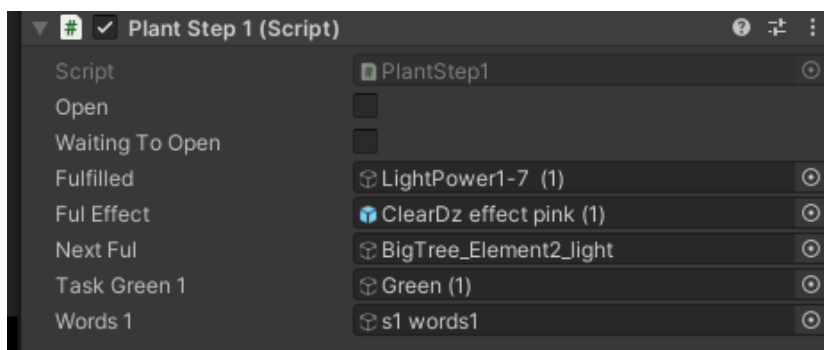 # Plant Step 1 (Script)
Script # PlantStep1
Open
Waiting To Open
Fulfilled LightPower1-7 (1)
Ful Effect ClearDz effect pink (1)
Next Ful BigTree_Element2_light
Task Green 1 Green (1)
Words 1 s1 words1